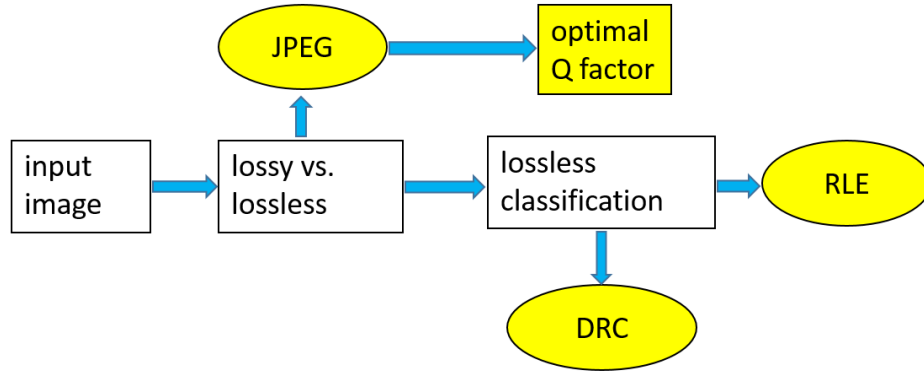 JPEG
optimal
Q factor
input
image
lossy vs.
lossless
lossless
classification
RLE
DRC